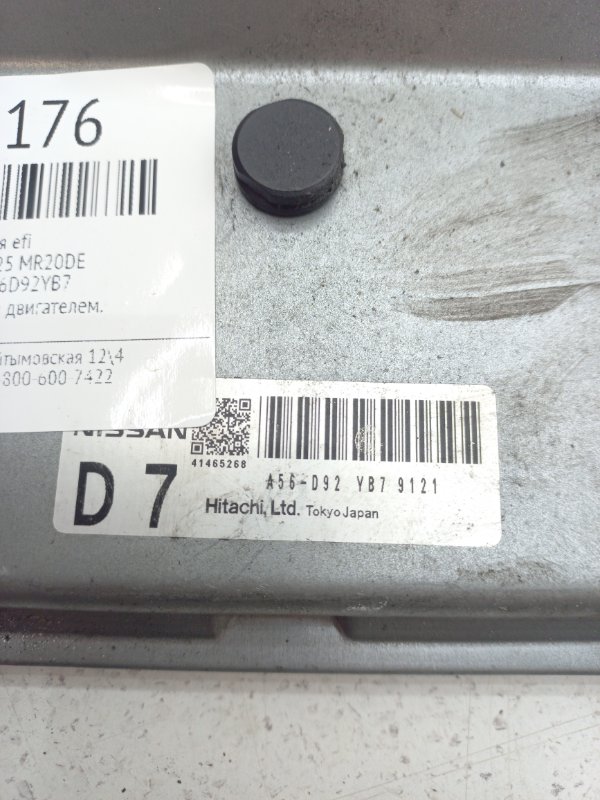 176
efi
25 MR20DE
6D92YB7
двигателем.
12\4
800 600 7422
NISSAN
41465268
D 7
A56-D92 YB7 9121
Hitachi, Ltd. Tokyo Japan